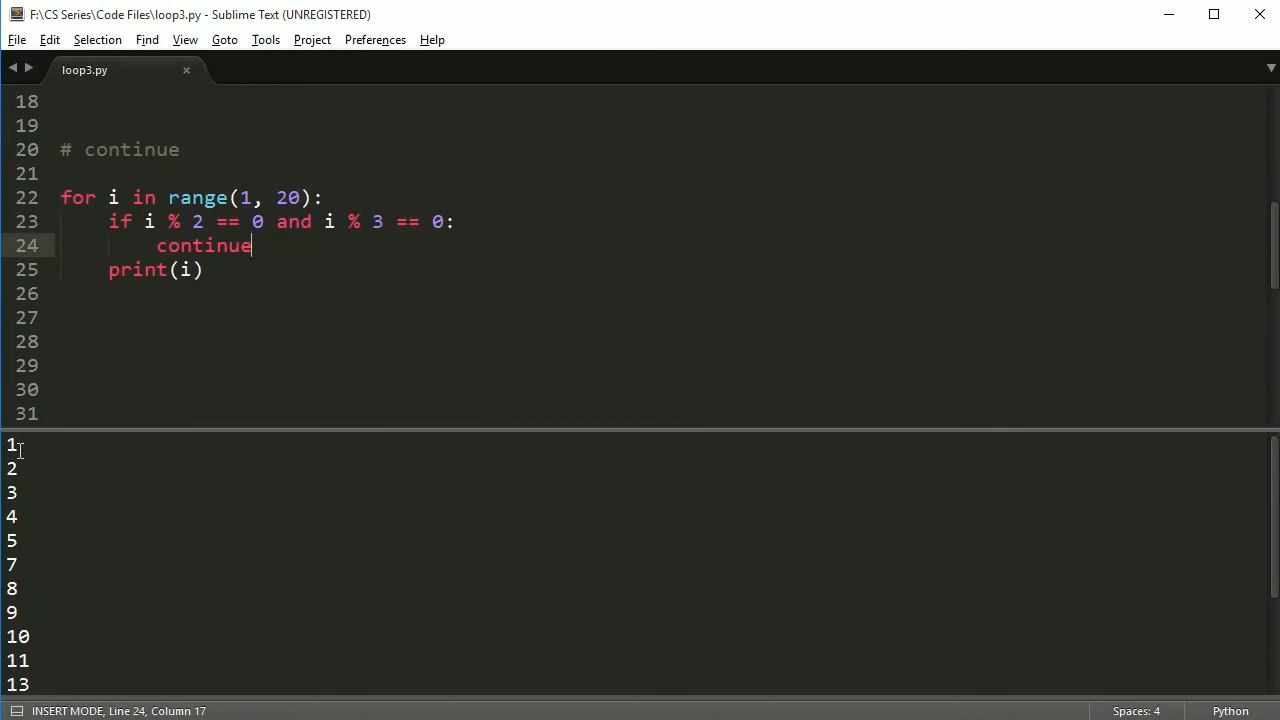 F:\CS Series\Code Files\loop3.py - Sublime Text (UNREGISTERED)
File Edit Selection Find View Goto Tools Project Preferences Help
loop3.py ×
18
19
20 # continue
21
22 for i in range(1, 20):
23     if i % 2 == 0 and i % 3 == 0:
24         continue
25     print(i)
26
27
28
29
30
31
1
2
3
4
5
7
8
9
10
11
13
INSERT MODE, Line 24, Column 17 Spaces: 4 Python